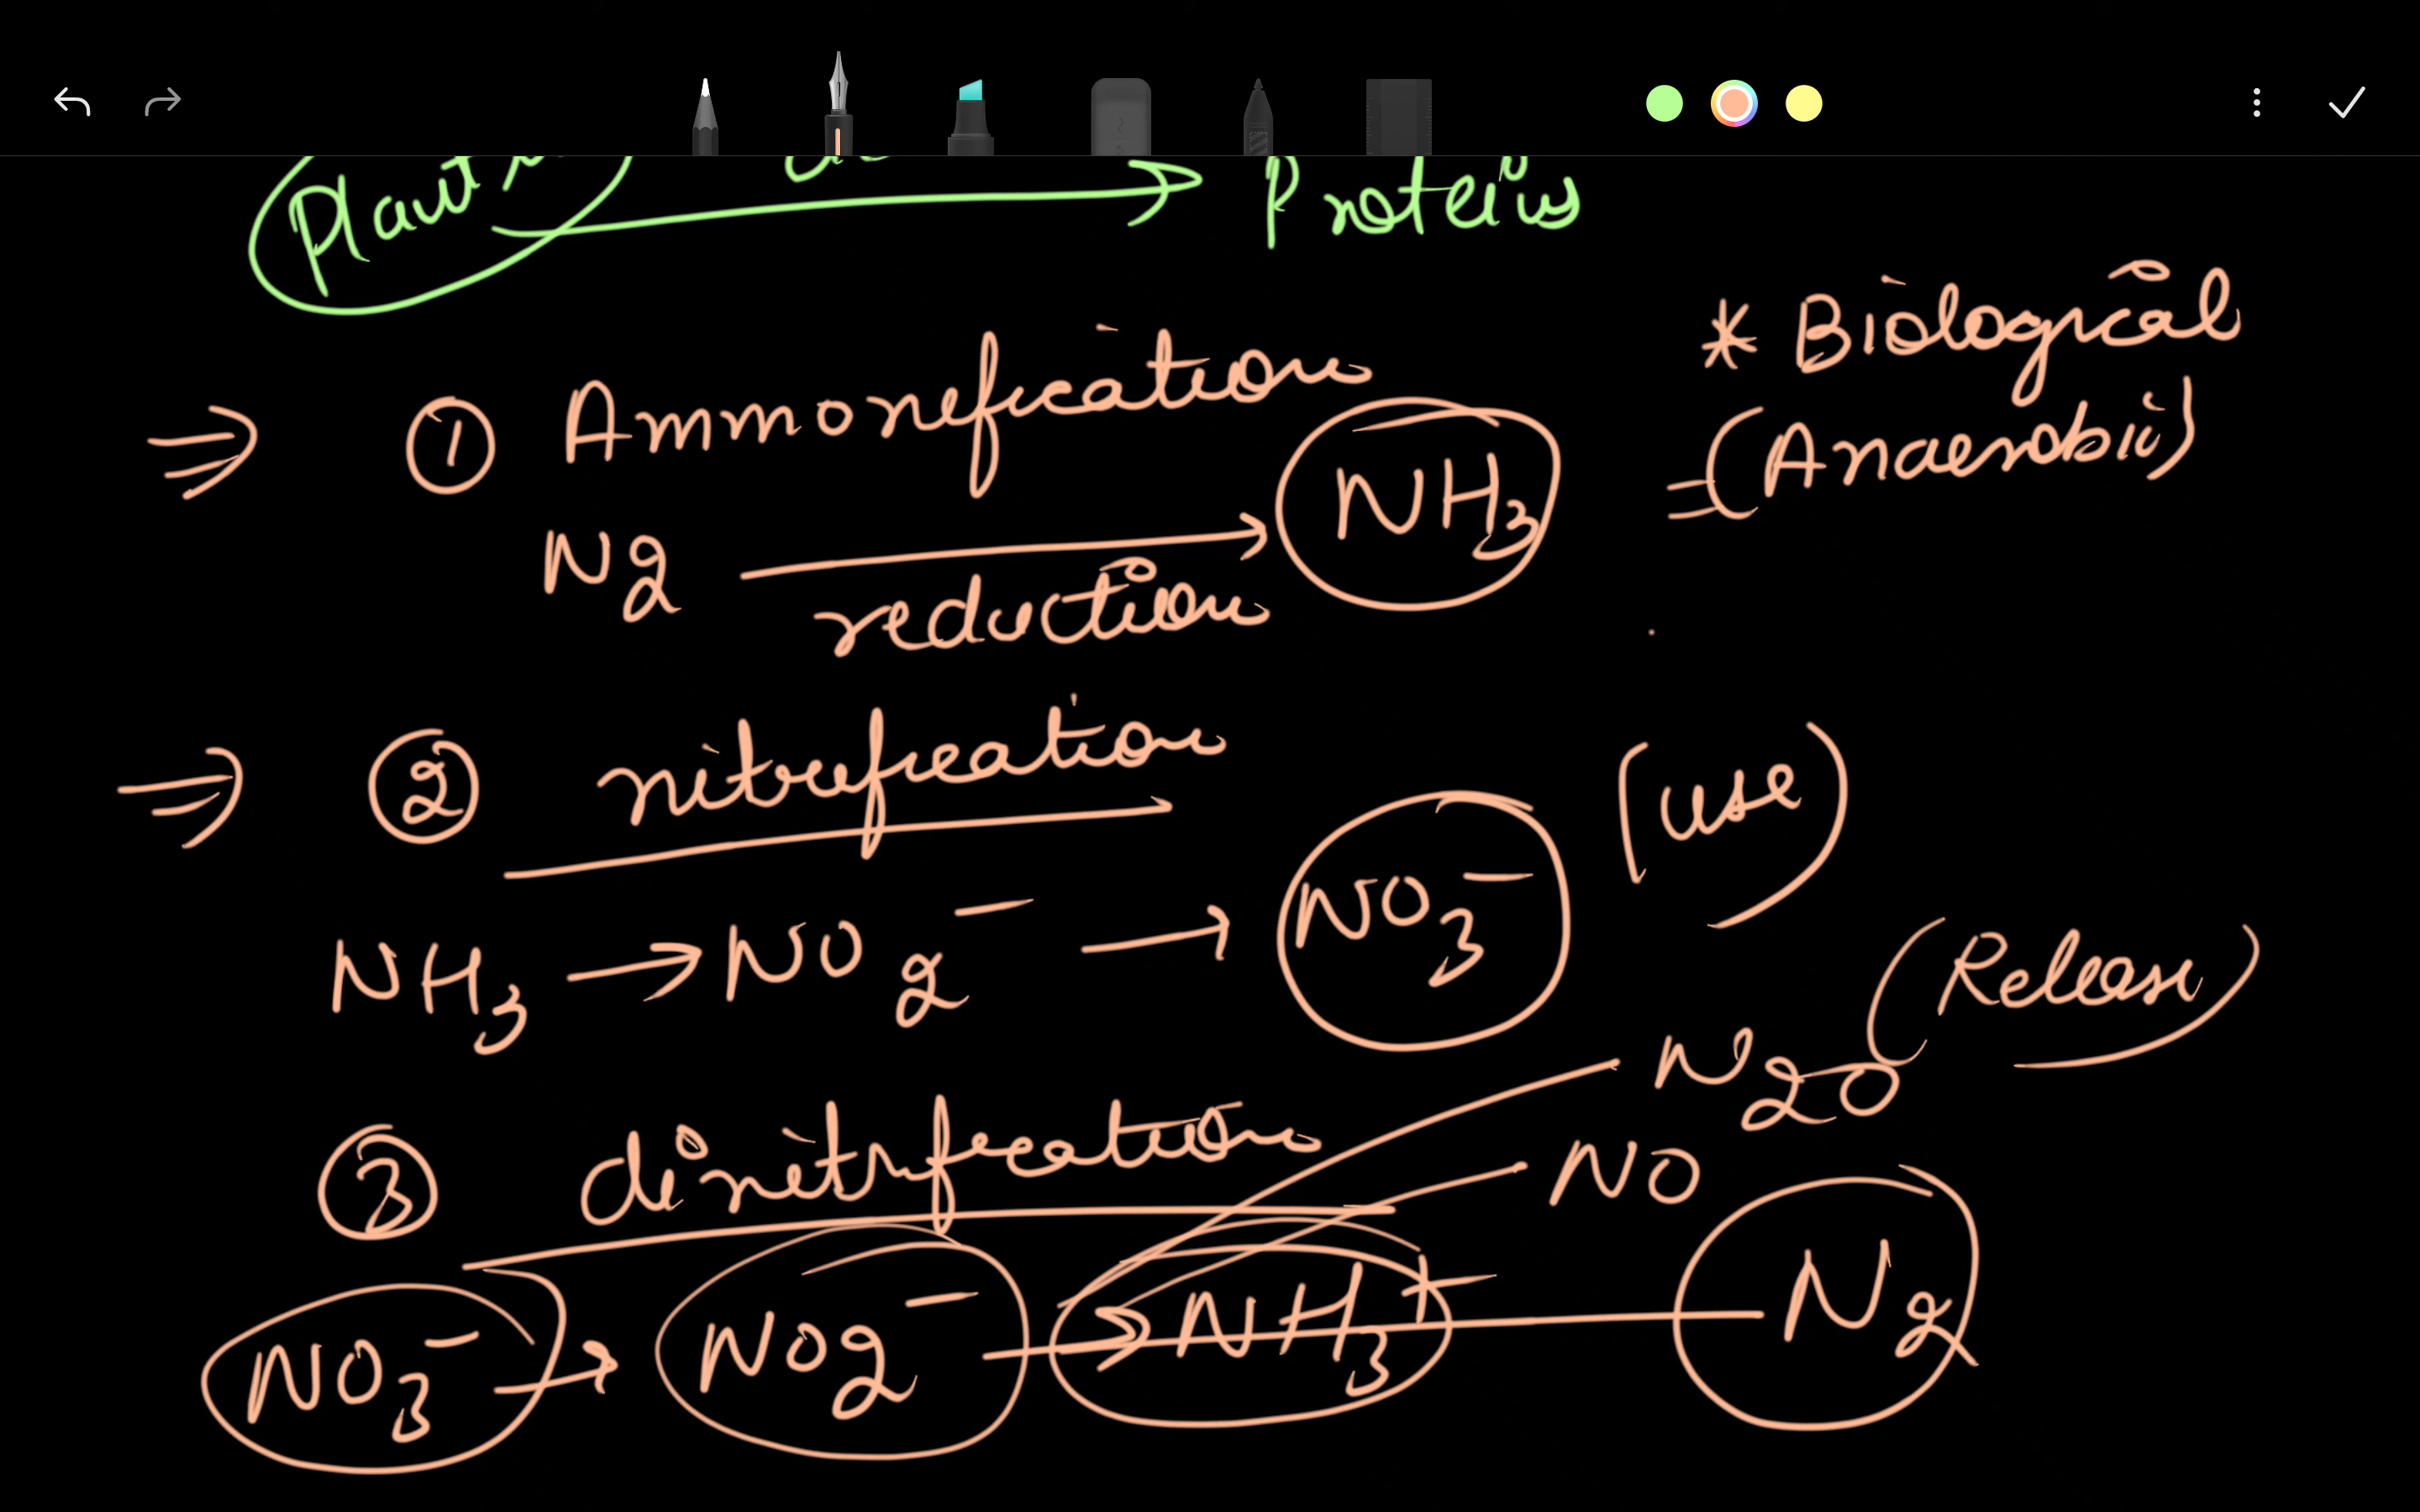 Plant
Proteins
* Biological
(Anaerobic)
① Ammonification
N2 → NH3
reduction
② nitrification
(use)
NH3 → NO2⁻ → NO3⁻
(Release)
N2O
③ dinitrification
NO
NO3⁻ → NO2⁻ → NH3⁺ N2